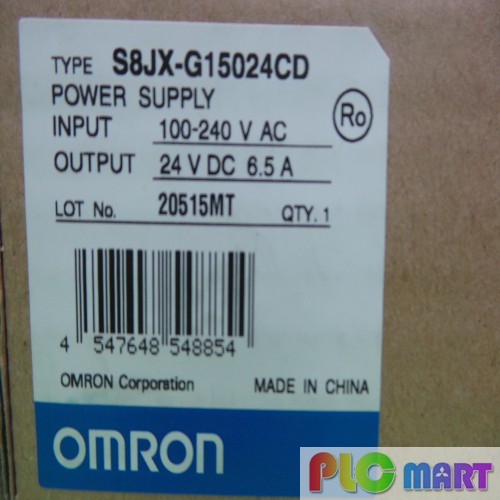 TYPE S8JX-G15024CD
POWER SUPPLY
Ro
INPUT 100-240 V AC
OUTPUT 24 V DC 6.5 A
LOT No. 20515MT QTY. 1
4 547648 548854
OMRON Corporation MADE IN CHINA
OMRON
PLC mart